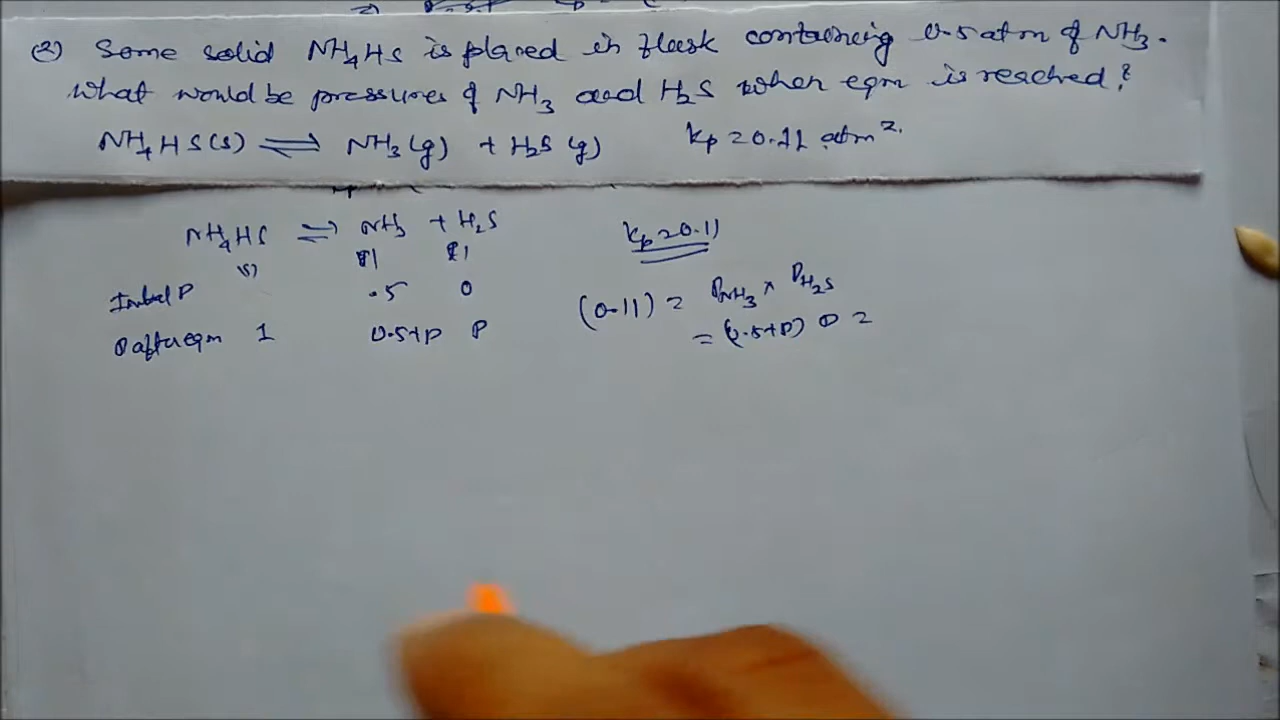 (2) Some solid NH₄HS is placed in flask containing 0.5 atm of NH₃.
What would be pressures of NH₃ and H₂S when eqm is reached?
NH₄HS(s) ⇌ NH₃(g) + H₂S(g) Kp = 0.11 atm².
NH₄HS ⇌ NH₃ + H₂S Kp = 0.11
(s)
Initial P .5 0
(0.11) = PNH₃ × PH₂S
P after eqm 1 0.5+P P
= (0.5+P) P =